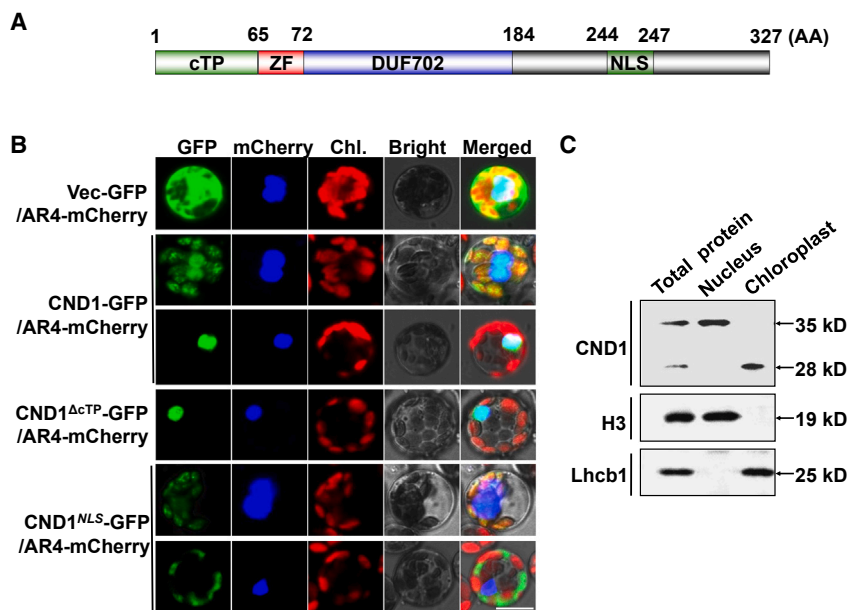 A
1 65 72 184 244 247 327 (AA)
cTP ZF DUF702 NLS
B
GFP mCherry Chl. Bright Merged
Vec-GFP
/AR4-mCherry
CND1-GFP
/AR4-mCherry
CND1ΔcTP-GFP
/AR4-mCherry
CND1NLS-GFP
/AR4-mCherry
C
Total protein
Nucleus
Chloroplast
CND1
35 kD
28 kD
H3
19 kD
Lhcb1
25 kD